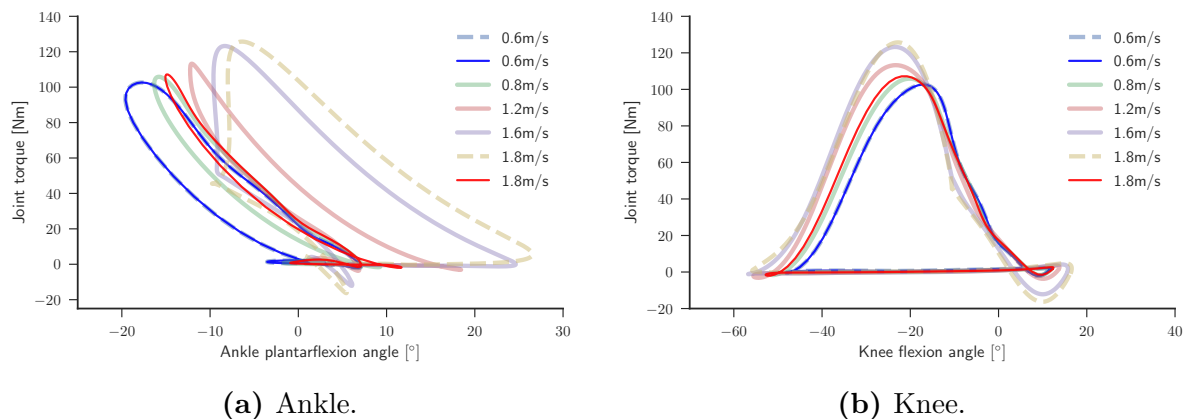 140
120
100
80
60
40
20
0
−20
Joint torque [Nm]
−20
−10
0
10
20
30
Ankle plantarflexion angle [°]
0.6m/s
0.6m/s
0.8m/s
1.2m/s
1.6m/s
1.8m/s
1.8m/s
(a) Ankle.
140
120
100
80
60
40
20
0
−20
Joint torque [Nm]
−60
−40
−20
0
20
40
Knee flexion angle [°]
0.6m/s
0.6m/s
0.8m/s
1.2m/s
1.6m/s
1.8m/s
1.8m/s
(b) Knee.